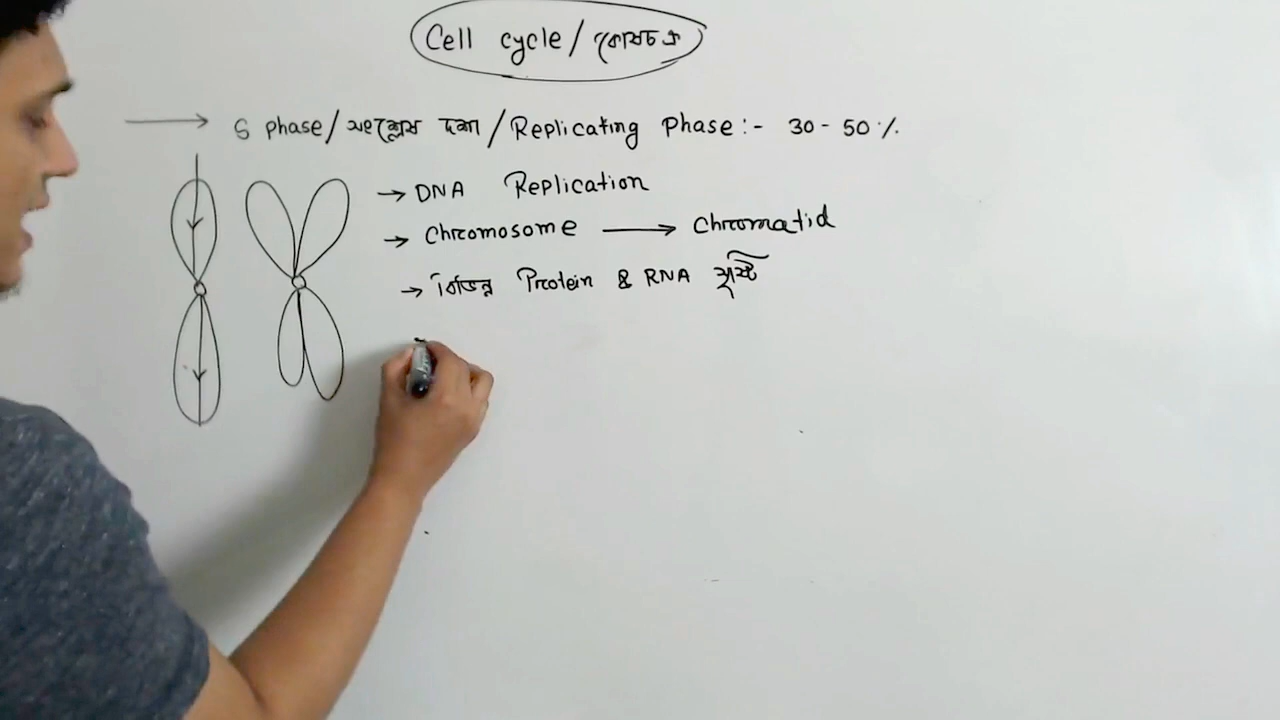 Cell cycle / কোষচক্র
→ S phase / সংশ্লেষ দশা / Replicating Phase :- 30 - 50 %
→ DNA Replication
→ Chromosome → Chromatid
→ বিভিন্ন Protein & RNA সৃষ্টি